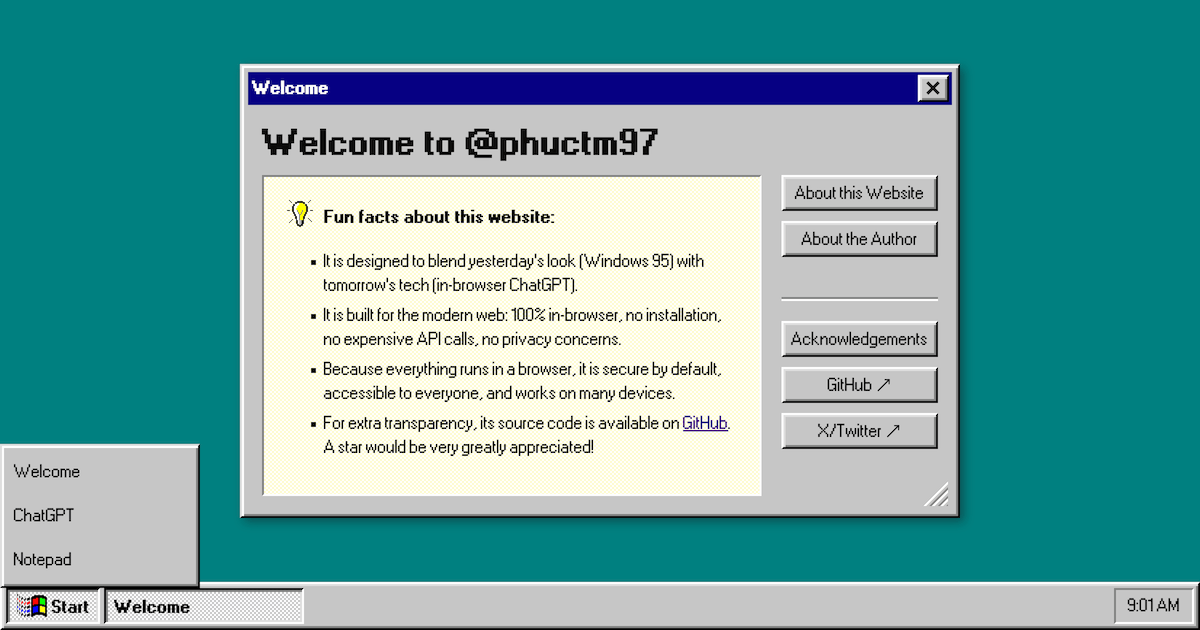 Welcome
Welcome to @phuctm97
Fun facts about this website:
It is designed to blend yesterday's look (Windows 95) with
tomorrow's tech (in-browser ChatGPT).
It is built for the modern web: 100% in-browser, no installation,
no expensive API calls, no privacy concerns.
Because everything runs in a browser, it is secure by default,
accessible to everyone, and works on many devices.
For extra transparency, its source code is available on GitHub.
A star would be very greatly appreciated!
About this Website
About the Author
Acknowledgements
GitHub ↗
X/Twitter ↗
Welcome
ChatGPT
Notepad
Start
Welcome
9:01 AM